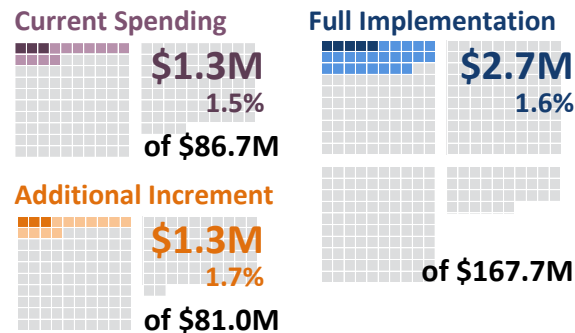 Current Spending
$1.3M
1.5%
of $86.7M
Additional Increment
$1.3M
1.7%
of $81.0M
Full Implementation
$2.7M
1.6%
of $167.7M